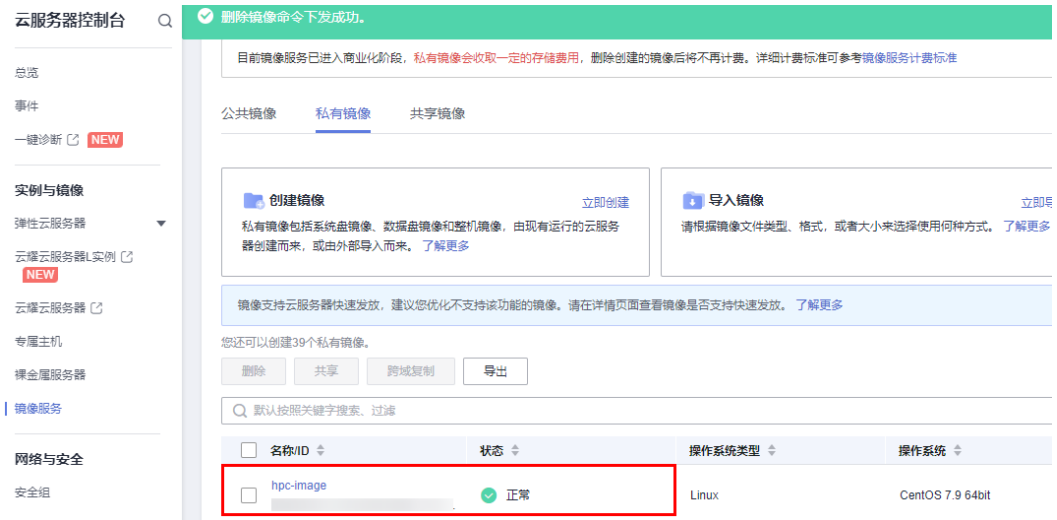 云服务器控制台
删除镜像命令下发成功。
总览
事件
一键诊断 NEW
实例与镜像
弹性云服务器
云耀云服务器L实例
NEW
云耀云服务器
专属主机
裸金属服务器
镜像服务
网络与安全
安全组
目前镜像服务已进入商业化阶段，私有镜像会收取一定的存储费用，删除创建的镜像后将不再计费。详细计费标准可参考镜像服务计费标准
公共镜像 私有镜像 共享镜像
创建镜像 立即创建
私有镜像包括系统盘镜像、数据盘镜像和整机镜像，由现有运行的云服务
器创建而来，或由外部导入而来。 了解更多
导入镜像 立即导
请根据镜像文件类型、格式，或者大小来选择使用何种方式。 了解更多
镜像支持云服务器快速发放，建议您优化不支持该功能的镜像。请在详情页面查看镜像是否支持快速发放。 了解更多
您还可以创建39个私有镜像。
删除 共享 跨域复制 导出
默认按照关键字搜索、过滤
名称/ID 状态 操作系统类型 操作系统
hpc-image 正常 Linux CentOS 7.9 64bit